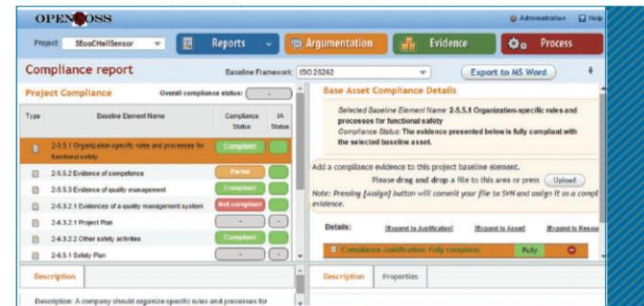 OPENCOSS
Administration Help
Project: SEooCHallSensor Reports Argumentation Evidence Process
Compliance report Baseline Framework: ISO 26262 Export to MS Word
Project Compliance Overall compliance status: -
Type Baseline Element Name Compliance Status IA Status
2-5.5.1 Organization-specific rules and processes for functional safety Compliant
2-5.5.2 Evidence of competence Partial
2-5.5.3 Evidence of quality management Compliant
2-5.3.2.1 Evidences of a quality management system Not compliant
2-6.3.2.1 Project Plan - -
2-6.3.2.2 Other safety activities Compliant
2-6.5.1 Safety Plan - -
Description
Description: A company should organize specific rules and processes for
Base Asset Compliance Details
Selected Baseline Element Name: 2-5.5.1 Organization-specific rules and
processes for functional safety
Compliance Status: The evidence presented below is fully compliant with
the selected baseline asset.
Add a compliance evidence to this project baseline element.
Please drag and drop a file to this area or press Upload
Note: Pressing [Assign] button will commit your file to SVN and assign it as a compl
evidence.
Details: [Expand to Justification] [Expand to Asset] [Expand to Resou
Compliance Justification: Fully compliant. Fully
Description Properties